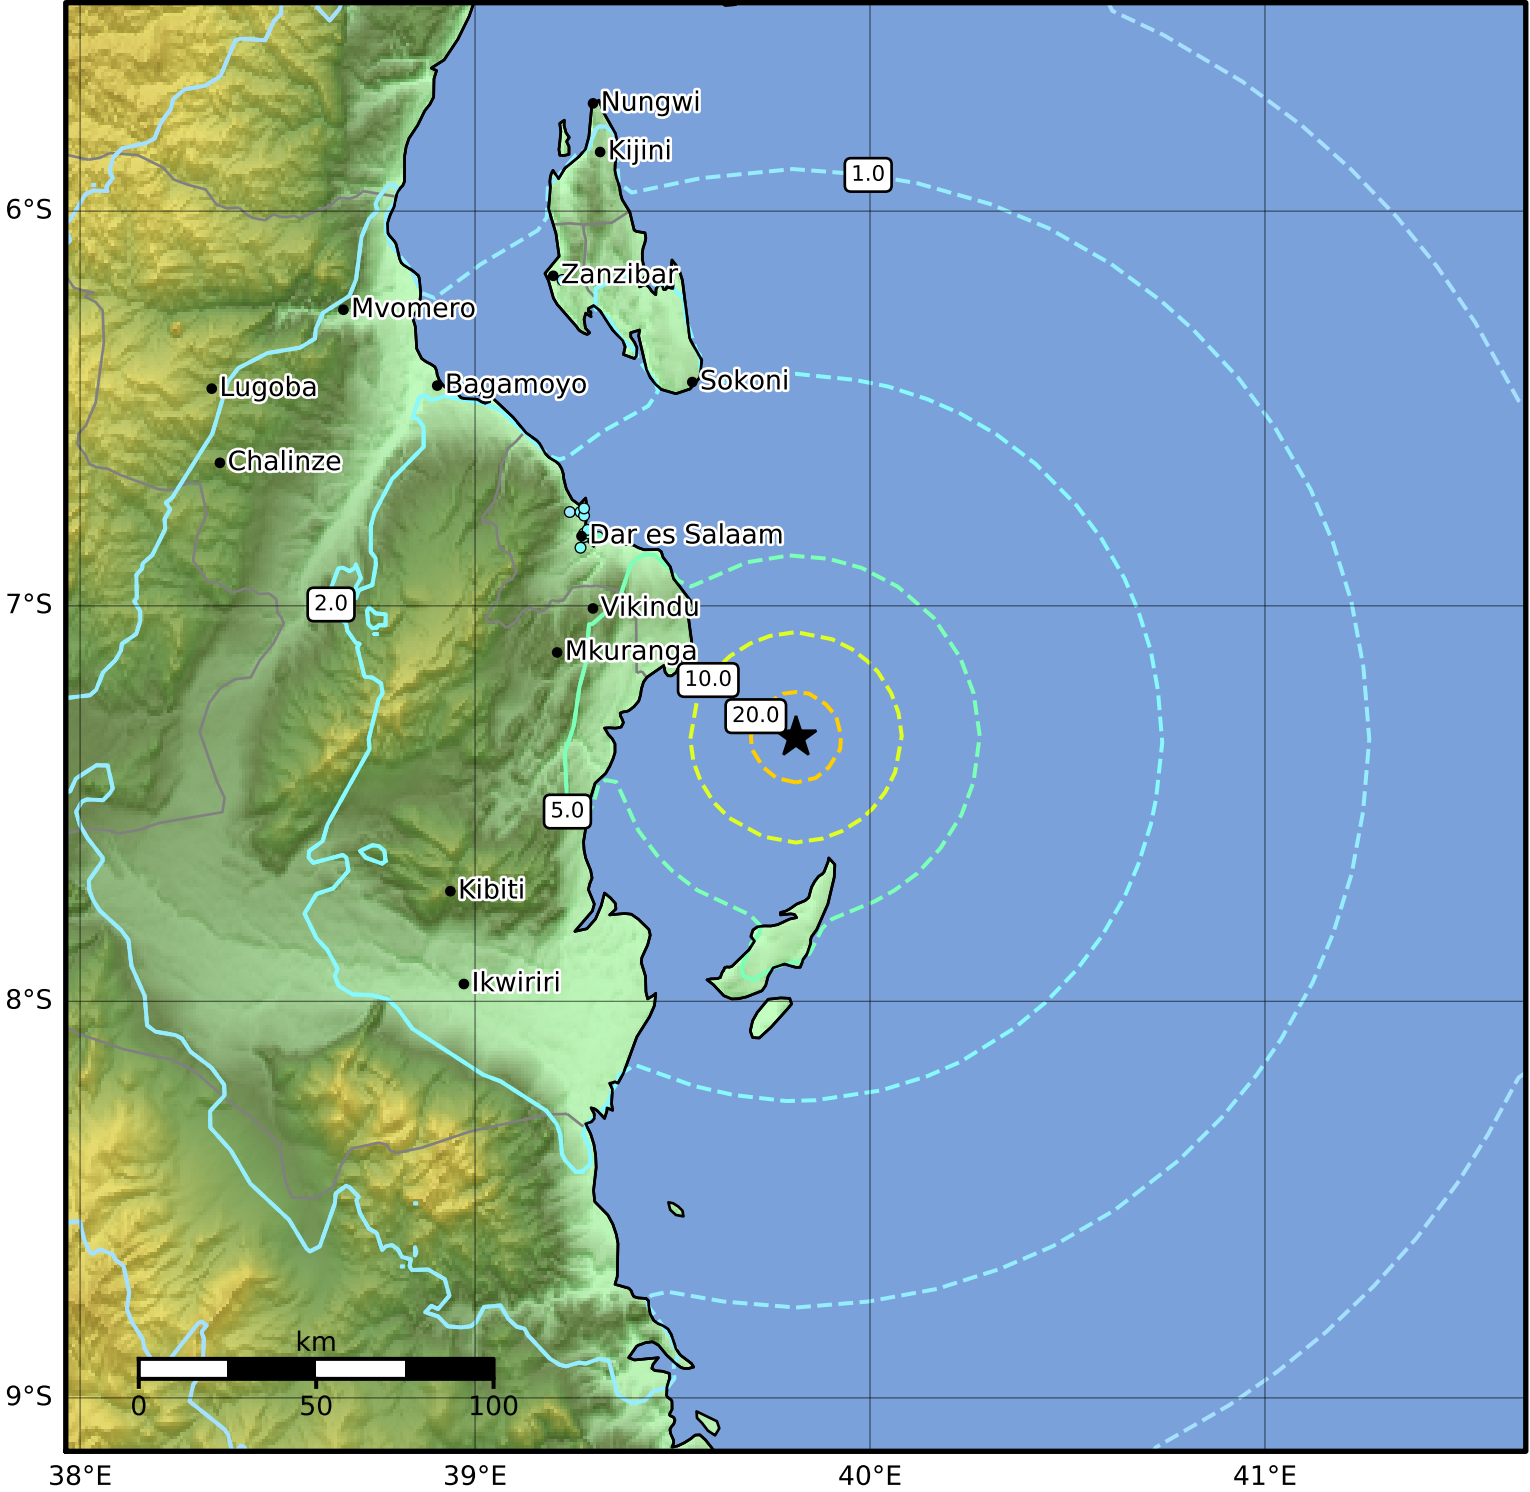 Nungwi
Kijini
1.0
6°S
Zanzibar
Mvomero
Sokoni
Bagamoyo
Lugoba
Chalinze
Dar es Salaam
2.0
7°S
Vikindu
Mkuranga
10.0
20.0
5.0
Kibiti
Ikwiriri
8°S
km
0 50 100
9°S
38°E 39°E 40°E 41°E